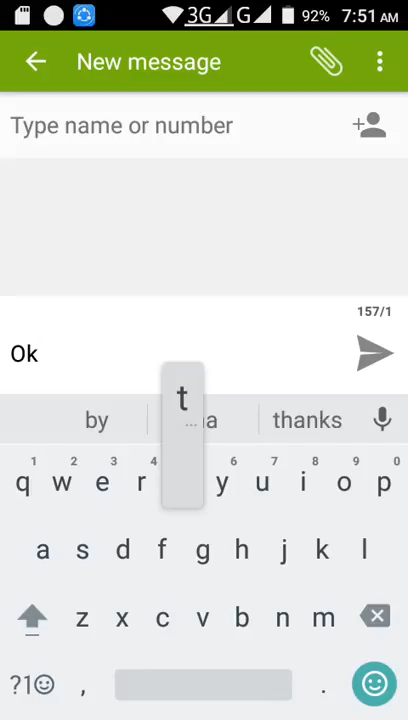 3G G 92% 7:51 AM
New message
Type name or number
157/1
Ok
t
by thanks
1 2 3 4 6 7 8 9 0
q w e r y u i o p
a s d f g h j k l
z x c v b n m
?1☺ , .